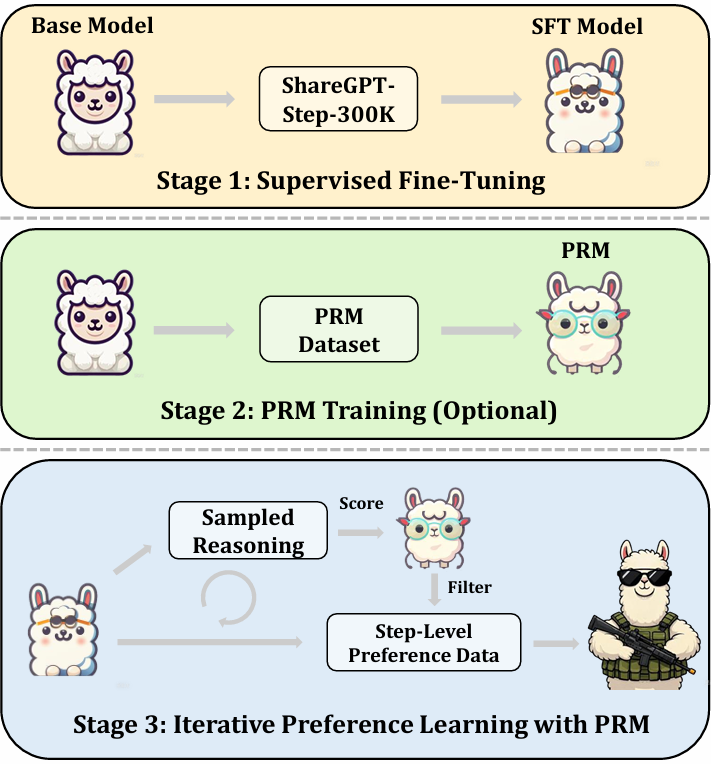 Base Model
SFT Model
ShareGPT-
Step-300K
Stage 1: Supervised Fine-Tuning
PRM
PRM
Dataset
Stage 2: PRM Training (Optional)
Sampled
Reasoning
Score
Filter
Step-Level
Preference Data
Stage 3: Iterative Preference Learning with PRM